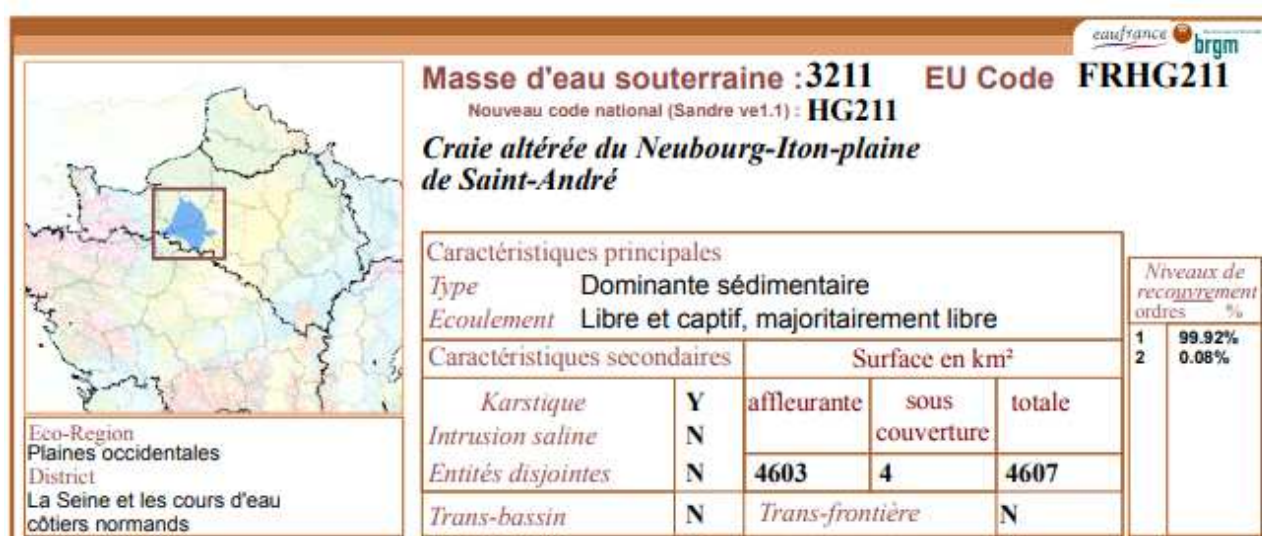 eaufrance
brgm
Masse d'eau souterraine : 3211 EU Code FRHG211
Nouveau code national (Sandre ve1.1) : HG211
Craie altérée du Neubourg-Iton-plaine
de Saint-André
Eco-Region
Plaines occidentales
District
La Seine et les cours d'eau
côtiers normands
Caractéristiques principales
Type Dominante sédimentaire
Ecoulement Libre et captif, majoritairement libre
Caractéristiques secondaires Surface en km²
Karstique Y affleurante sous totale
Intrusion saline N couverture
Entités disjointes N 4603 4 4607
Trans-bassin N Trans-frontière N
Niveaux de
recouvrement
ordres %
1 99.92%
2 0.08%